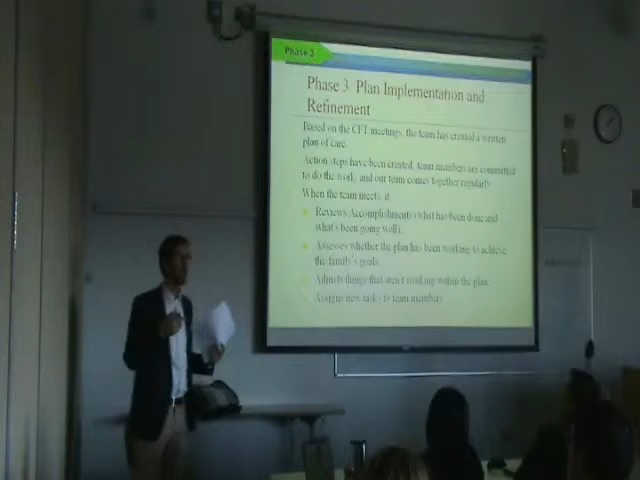 Phase 3
Phase 3 Plan Implementation and
Refinement
Based on the CFT meetings, the team has created a written
plan of care.
Action steps have been created, team members are committed
to do the work, and our team comes together regularly.
When the team meets, it
Reviews Accomplishments (what has been done and
what's been going well).
Assesses whether the plan has been working to achieve
the family's goals.
Adjusts things that aren't working within the plan.
Assigns new tasks to team members.